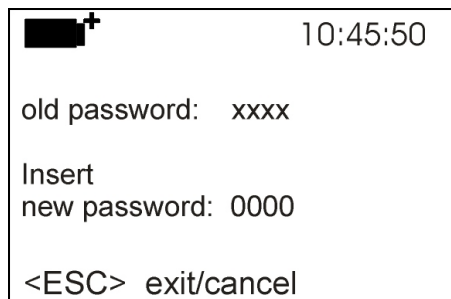 10:45:50
old password: xxxx
Insert
new password: 0000
<ESC> exit/cancel